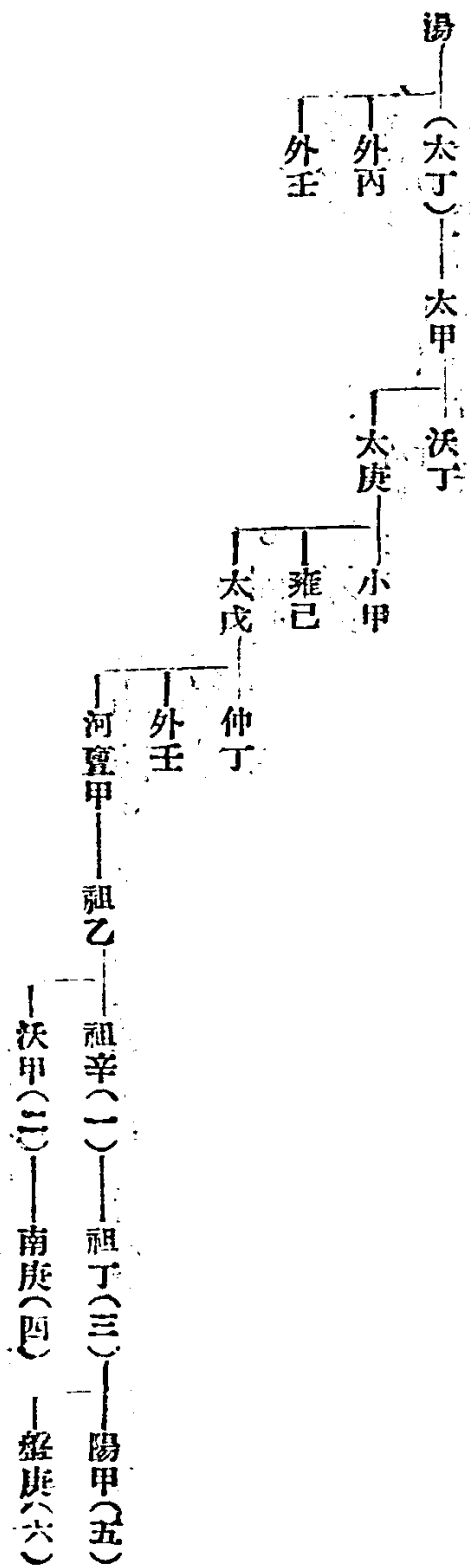 湯
(太丁)
外丙
外壬
太甲
沃丁
太庚
小甲
雍己
太戊
仲丁
外壬
河亶甲
祖乙
祖辛(一)
沃甲(二)
祖丁(三)
南庚(四)
陽甲(五)
盤庚(六)